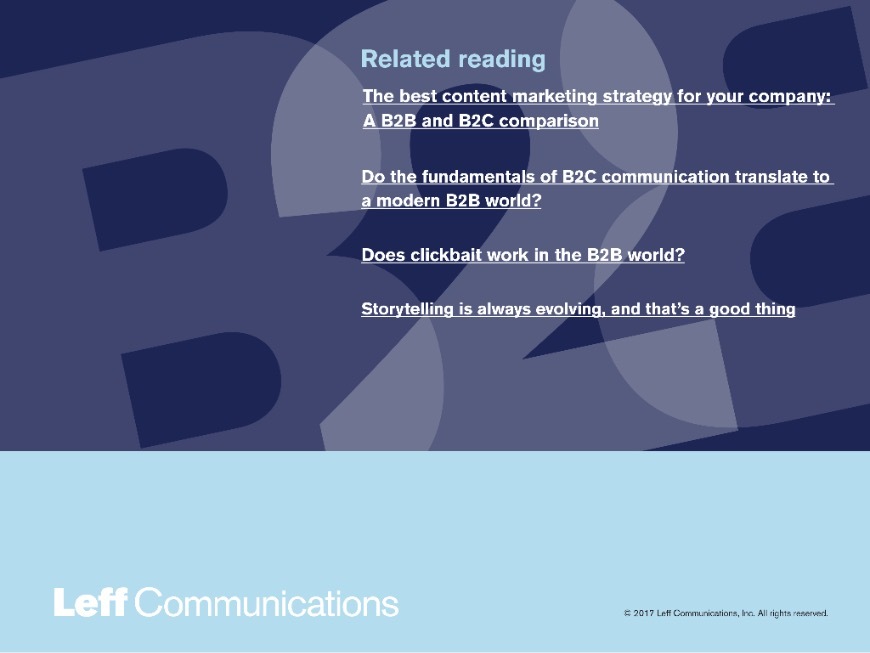 Related reading
The best content marketing strategy for your company:
A B2B and B2C comparison
Do the fundamentals of B2C communication translate to
a modern B2B world?
Does clickbait work in the B2B world?
Storytelling is always evolving, and that’s a good thing
B2B
Leff Communications
© 2017 Leff Communications, Inc. All rights reserved.